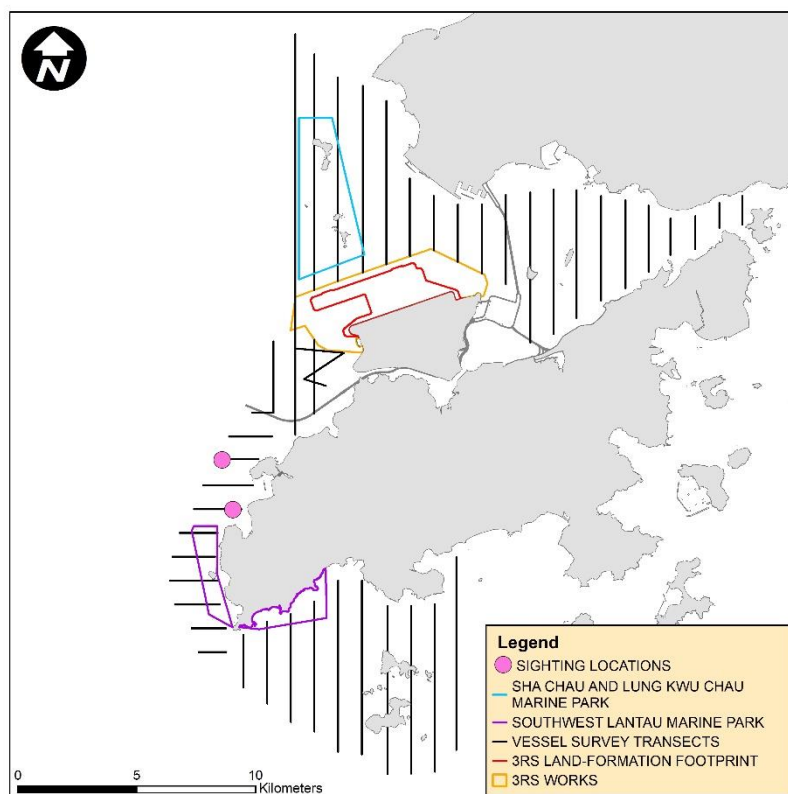 N
Legend
SIGHTING LOCATIONS
SHA CHAU AND LUNG KWU CHAU
MARINE PARK
SOUTHWEST LANTAU MARINE PARK
VESSEL SURVEY TRANSECTS
3RS LAND-FORMATION FOOTPRINT
3RS WORKS
0 5 10
Kilometers